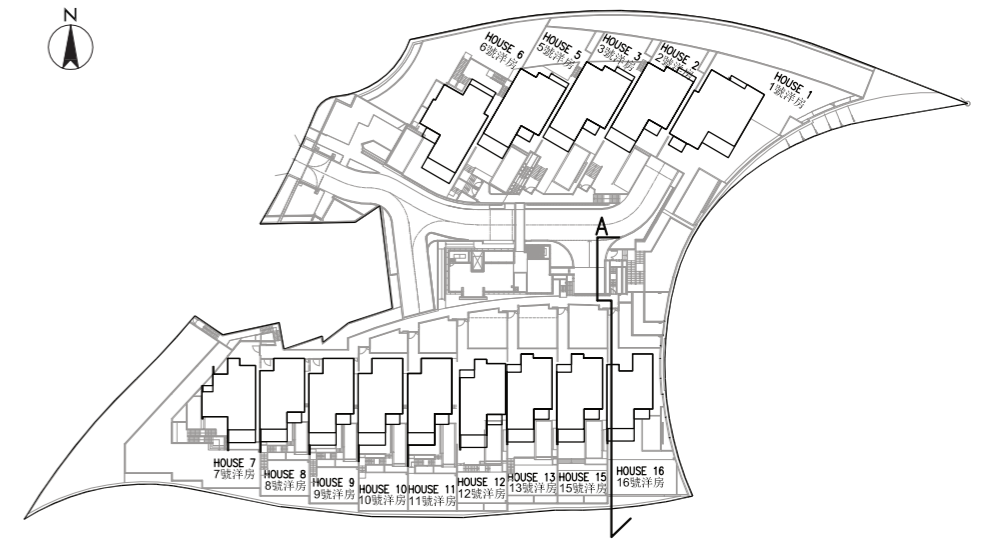 N
HOUSE 6
6號洋房
HOUSE 5
5號洋房
HOUSE 3
3號洋房
HOUSE 2
2號洋房
HOUSE 1
1號洋房
A
HOUSE 7
7號洋房
HOUSE 8
8號洋房
HOUSE 9
9號洋房
HOUSE 10
10號洋房
HOUSE 11
11號洋房
HOUSE 12
12號洋房
HOUSE 13
13號洋房
HOUSE 15
15號洋房
HOUSE 16
16號洋房